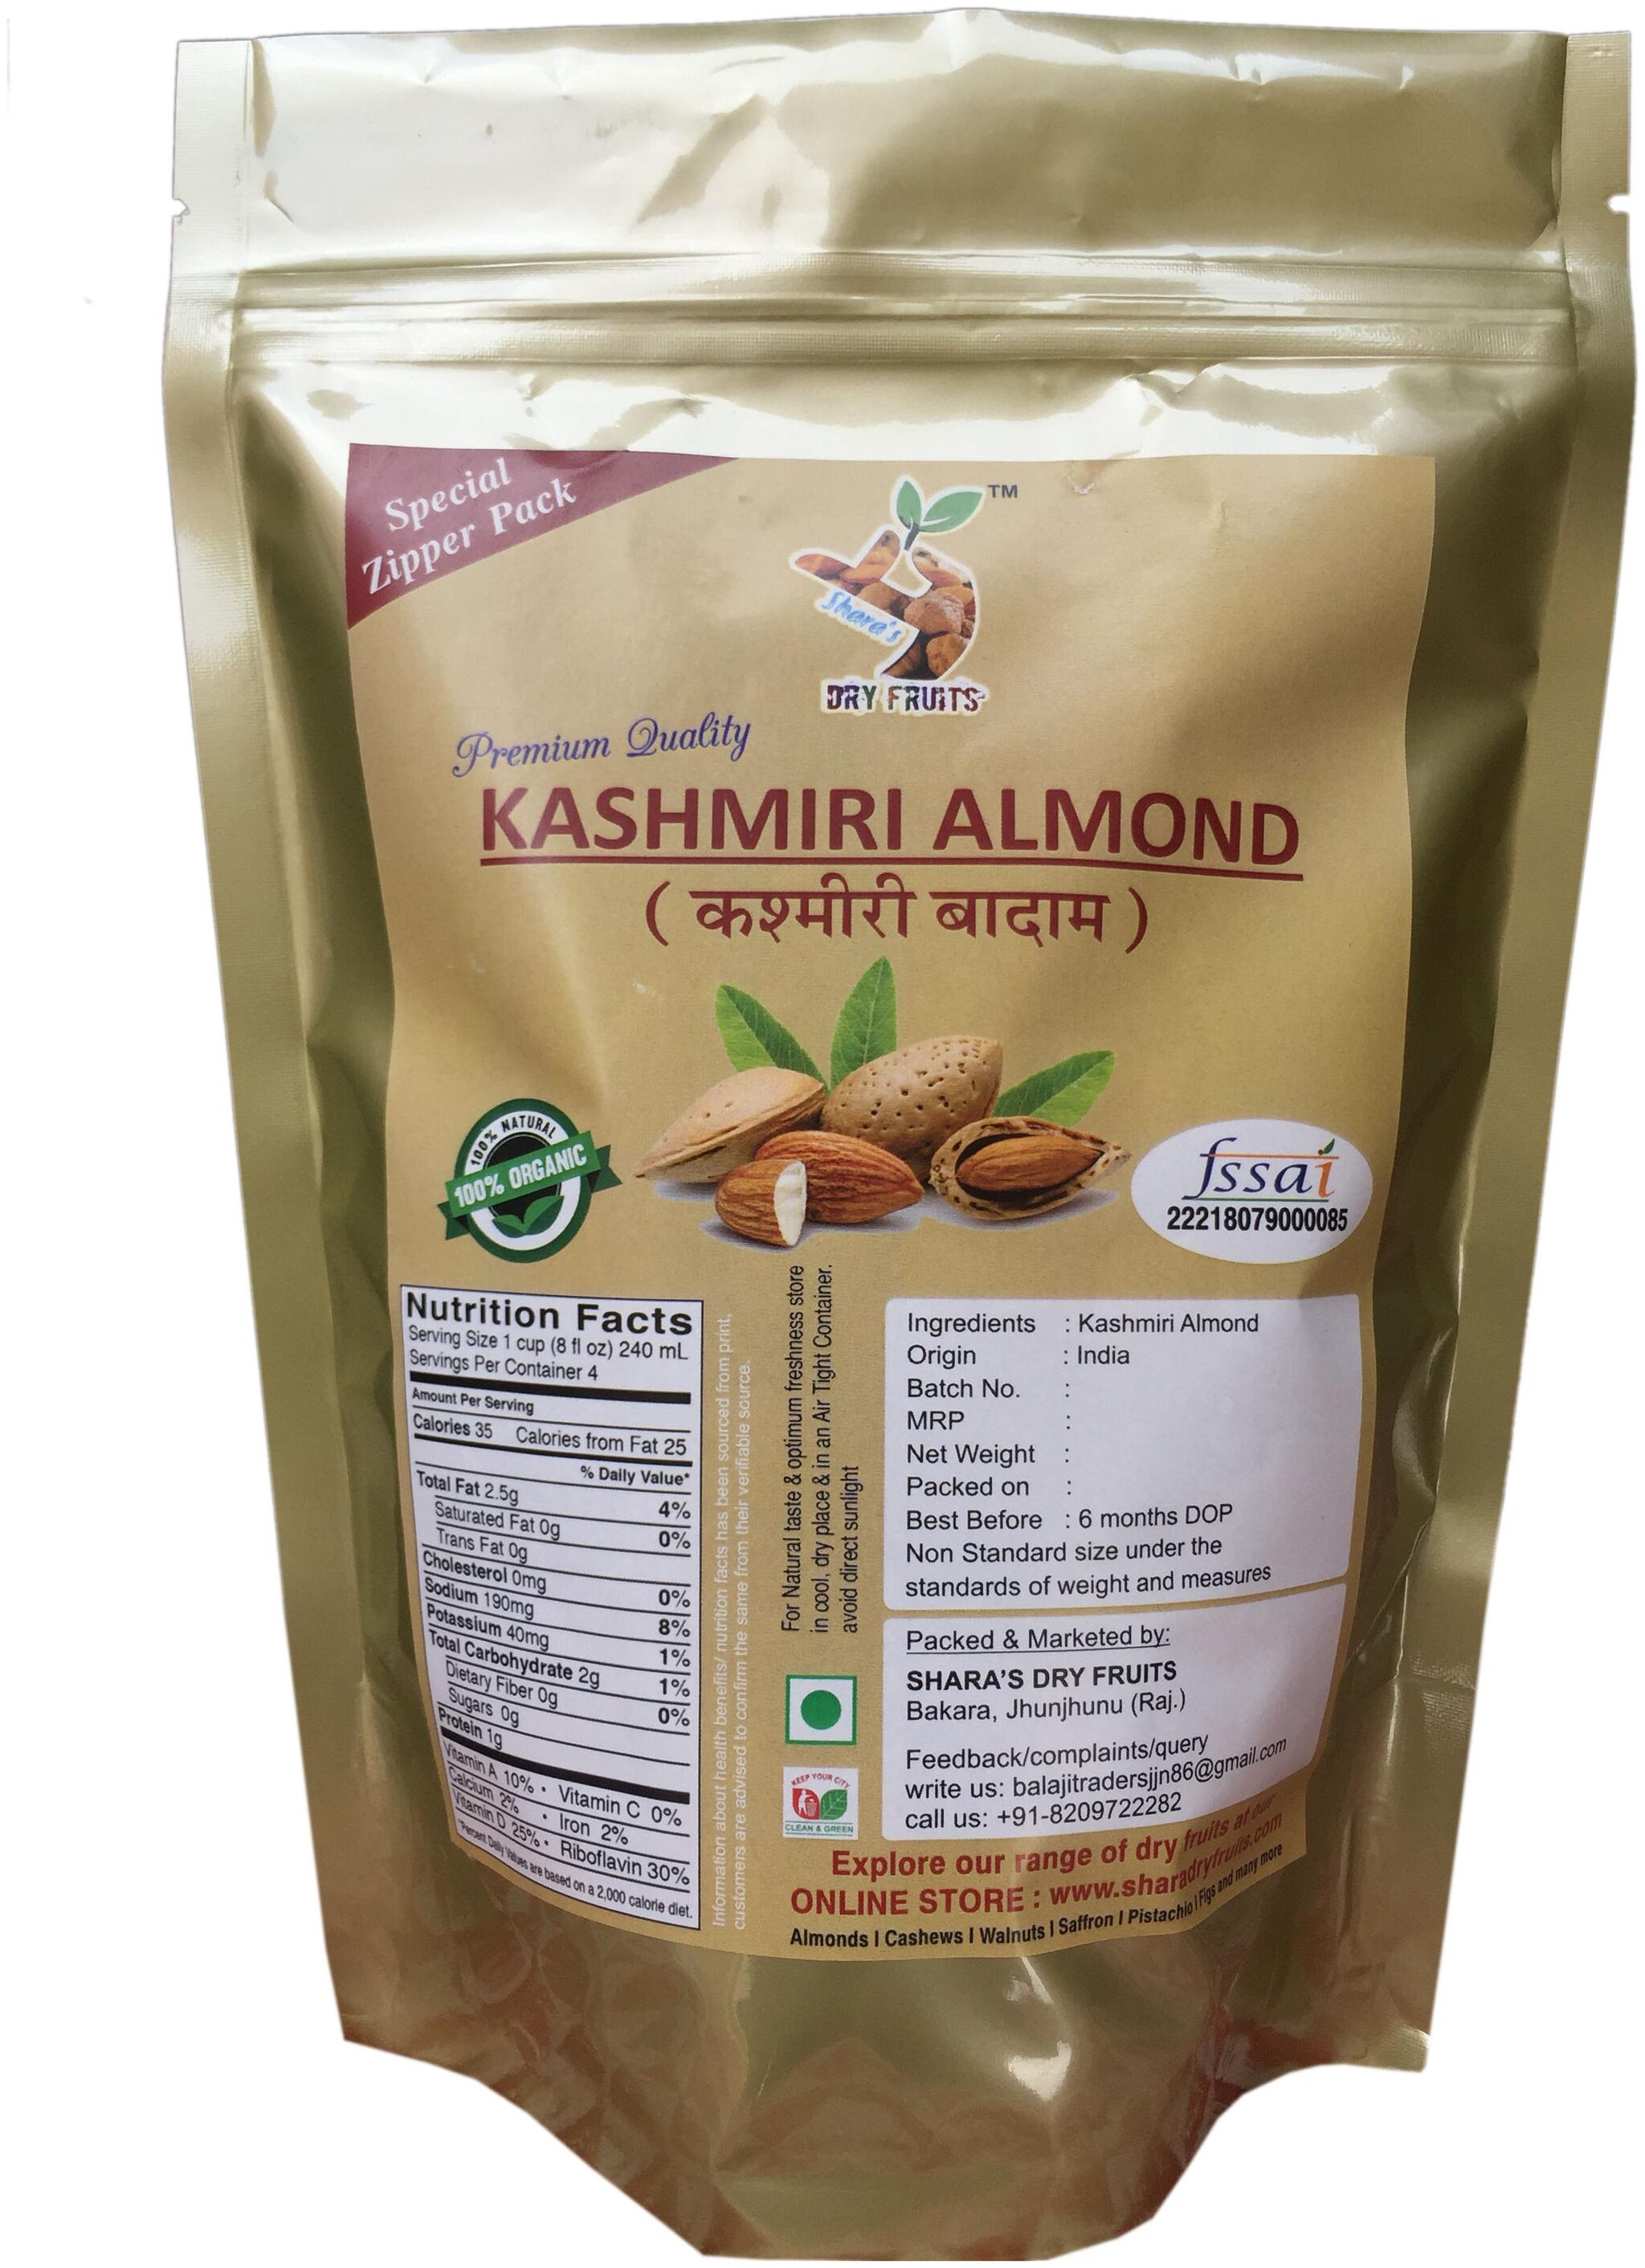 Special
Zipper Pack
TM
Shara's
DRY FRUITS
Premium Quality
KASHMIRI ALMOND
( कश्मीरी बादाम )
100% NATURAL
100% ORGANIC
fssai
22218079000085
Nutrition Facts
Serving Size 1 cup (8 fl oz) 240 mL
Servings Per Container 4
Amount Per Serving
Calories 35 Calories from Fat 25
% Daily Value*
Total Fat 2.5g 4%
Saturated Fat 0g 0%
Trans Fat 0g
Cholesterol 0mg 0%
Sodium 190mg 8%
Potassium 40mg 1%
Total Carbohydrate 2g 1%
Dietary Fiber 0g 0%
Sugars 0g
Protein 1g
Vitamin A 10% • Vitamin C 0%
Calcium 2% • Iron 2%
Vitamin D 25% • Riboflavin 30%
*Percent Daily Values are based on a 2,000 calorie diet.
Information about health benefits/ nutrition facts has been sourced from print,
customers are advised to confirm the same from their verifiable source.
For Natural taste & optimum freshness store
in cool, dry place & in an Air Tight Container.
avoid direct sunlight
KEEP YOUR CITY
CLEAN & GREEN
Ingredients : Kashmiri Almond
Origin : India
Batch No. :
MRP :
Net Weight :
Packed on :
Best Before : 6 months DOP
Non Standard size under the
standards of weight and measures
Packed & Marketed by:
SHARA'S DRY FRUITS
Bakara, Jhunjhunu (Raj.)
Feedback/complaints/query
write us: balajitradersjjn86@gmail.com
call us: +91-8209722282
Explore our range of dry fruits at our
ONLINE STORE : www.sharadryfruits.com
Almonds I Cashews I Walnuts I Saffron I Pistachio I Figs and many more